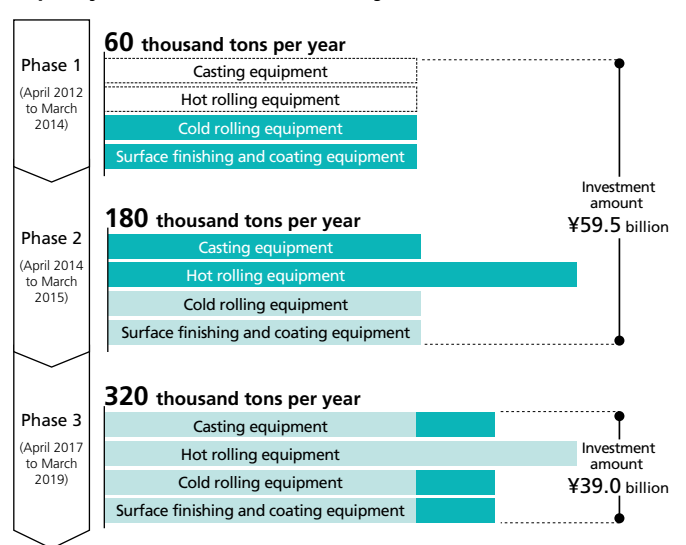 Phase 1
(April 2012
to March
2014)
60 thousand tons per year
Casting equipment
Hot rolling equipment
Cold rolling equipment
Surface finishing and coating equipment
Investment
amount
¥59.5 billion
Phase 2
(April 2014
to March
2015)
180 thousand tons per year
Casting equipment
Hot rolling equipment
Cold rolling equipment
Surface finishing and coating equipment
Phase 3
(April 2017
to March
2019)
320 thousand tons per year
Casting equipment
Hot rolling equipment
Cold rolling equipment
Surface finishing and coating equipment
Investment
amount
¥39.0 billion